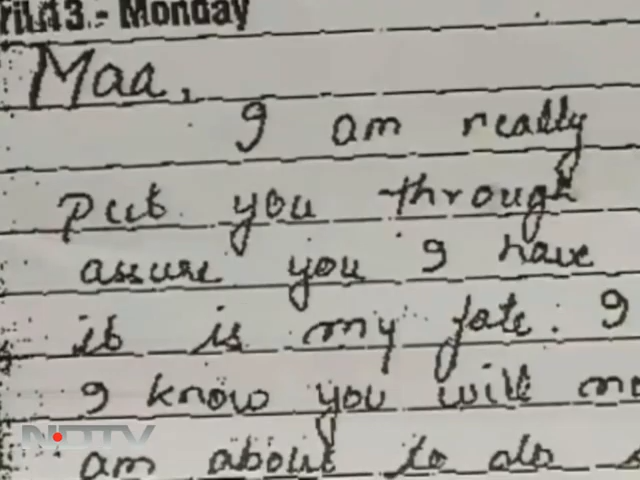 13 - Monday
Maa,
I am really
put you through
assure you I have
it is my fate. I
I know you will
am about to do
NDTV